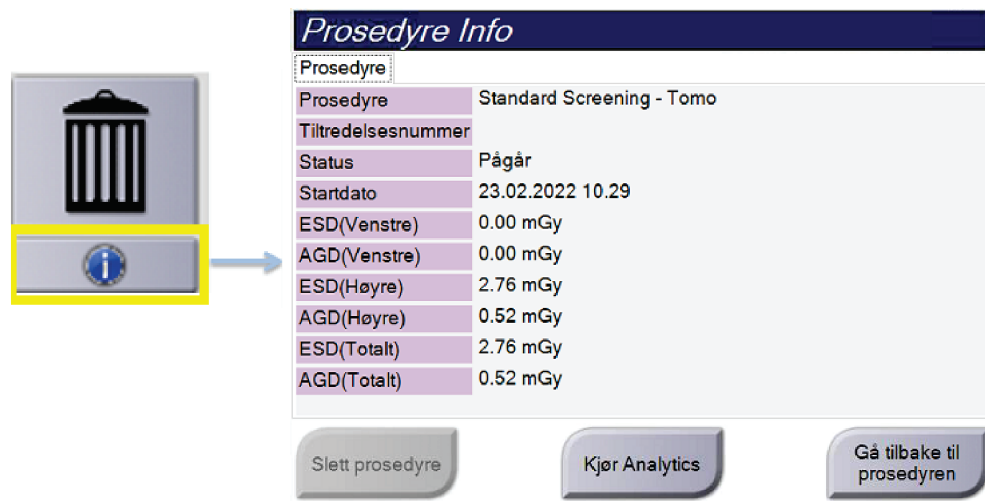 Prosedyre Info
Prosedyre
Prosedyre Standard Screening - Tomo
Tiltredelsesnummer
Status Pågår
Startdato 23.02.2022 10.29
ESD(Venstre) 0.00 mGy
AGD(Venstre) 0.00 mGy
ESD(Høyre) 2.76 mGy
AGD(Høyre) 0.52 mGy
ESD(Totalt) 2.76 mGy
AGD(Totalt) 0.52 mGy
Slett prosedyre
Kjør Analytics
Gå tilbake til
prosedyren